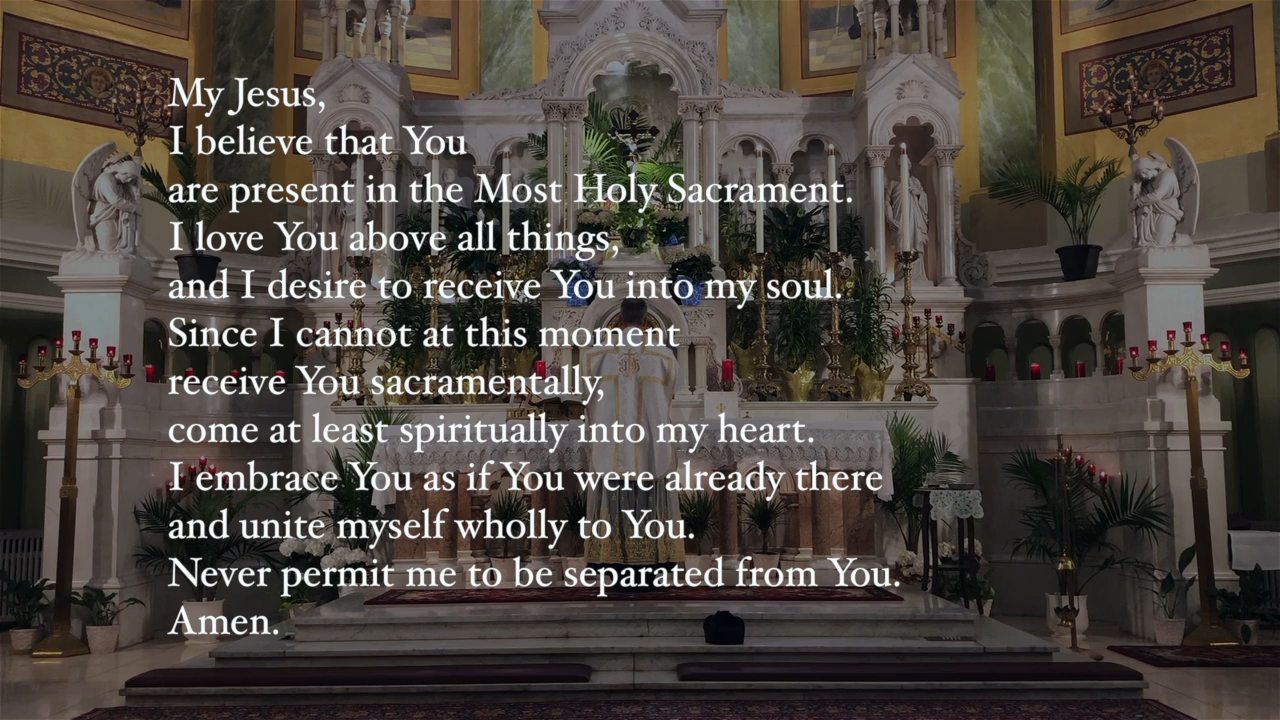 My Jesus,
I believe that You
are present in the Most Holy Sacrament.
I love You above all things,
and I desire to receive You into my soul.
Since I cannot at this moment
receive You sacramentally,
come at least spiritually into my heart.
I embrace You as if You were already there
and unite myself wholly to You.
Never permit me to be separated from You.
Amen.